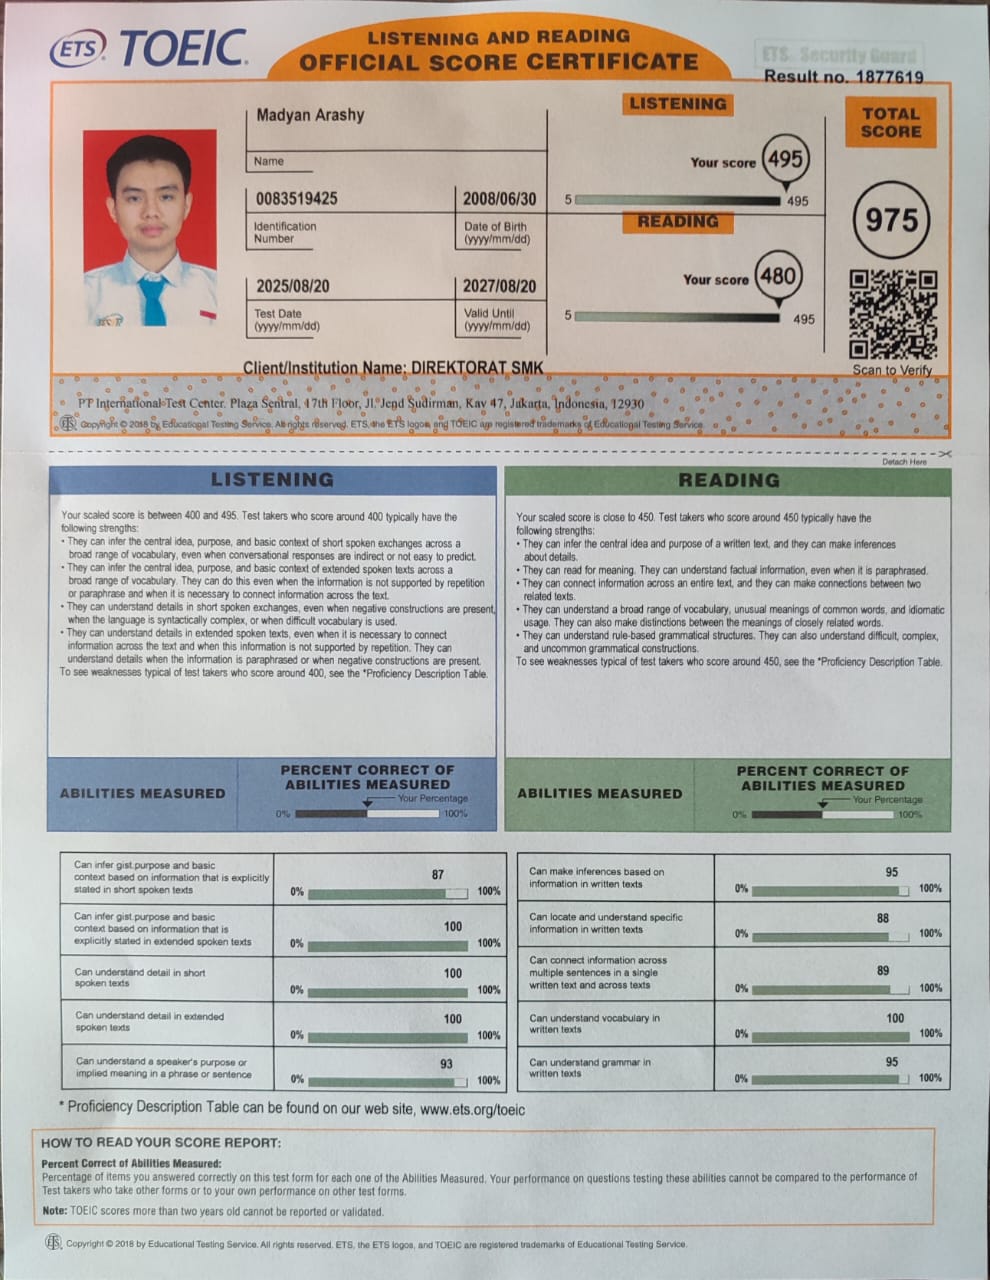 ETS TOEIC
LISTENING AND READING
OFFICIAL SCORE CERTIFICATE
ETS. Security Guard
Result no. 1877619
Madyan Arashy
Name
0083519425
Identification
Number
2008/06/30
Date of Birth
(yyyy/mm/dd)
2025/08/20
Test Date
(yyyy/mm/dd)
2027/08/20
Valid Until
(yyyy/mm/dd)
Client/Institution Name: DIREKTORAT SMK
LISTENING
Your score 495
5 495
READING
Your score 480
5 495
TOTAL
SCORE
975
Scan to Verify
PT International Test Center. Plaza Sentral, 17th Floor, Jl. Jend Sudirman, Kav 47, Jakarta, Indonesia, 12930
ETS Copyright © 2018 by Educational Testing Service. All rights reserved. ETS, the ETS logos, and TOEIC are registered trademarks of Educational Testing Service.
Detach Here
LISTENING
Your scaled score is between 400 and 495. Test takers who score around 400 typically have the
following strengths:
• They can infer the central idea, purpose, and basic context of short spoken exchanges across a
broad range of vocabulary, even when conversational responses are indirect or not easy to predict.
• They can infer the central idea, purpose, and basic context of extended spoken texts across a
broad range of vocabulary. They can do this even when the information is not supported by repetition
or paraphrase and when it is necessary to connect information across the text.
• They can understand details in short spoken exchanges, even when negative constructions are present,
when the language is syntactically complex, or when difficult vocabulary is used.
• They can understand details in extended spoken texts, even when it is necessary to connect
information across the text and when this information is not supported by repetition. They can
understand details when the information is paraphrased or when negative constructions are present.
To see weaknesses typical of test takers who score around 400, see the *Proficiency Description Table.
READING
Your scaled score is close to 450. Test takers who score around 450 typically have the
following strengths:
• They can infer the central idea and purpose of a written text, and they can make inferences
about details.
• They can read for meaning. They can understand factual information, even when it is paraphrased.
• They can connect information across an entire text, and they can make connections between two
related texts.
• They can understand a broad range of vocabulary, unusual meanings of common words, and idiomatic
usage. They can also make distinctions between the meanings of closely related words.
• They can understand rule-based grammatical structures. They can also understand difficult, complex,
and uncommon grammatical constructions.
To see weaknesses typical of test takers who score around 450, see the *Proficiency Description Table.
ABILITIES MEASURED
PERCENT CORRECT OF
ABILITIES MEASURED
Your Percentage
0% 100%
ABILITIES MEASURED
PERCENT CORRECT OF
ABILITIES MEASURED
Your Percentage
0% 100%
Can infer gist,purpose and basic
context based on information that is explicitly
stated in short spoken texts
87
0% 100%
Can infer gist,purpose and basic
context based on information that is
explicitly stated in extended spoken texts
100
0% 100%
Can understand detail in short
spoken texts
100
0% 100%
Can understand detail in extended
spoken texts
100
0% 100%
Can understand a speaker's purpose or
implied meaning in a phrase or sentence
93
0% 100%
Can make inferences based on
information in written texts
95
0% 100%
Can locate and understand specific
information in written texts
88
0% 100%
Can connect information across
multiple sentences in a single
written text and across texts
89
0% 100%
Can understand vocabulary in
written texts
100
0% 100%
Can understand grammar in
written texts
95
0% 100%
* Proficiency Description Table can be found on our web site, www.ets.org/toeic
HOW TO READ YOUR SCORE REPORT:
Percent Correct of Abilities Measured:
Percentage of items you answered correctly on this test form for each one of the Abilities Measured. Your performance on questions testing these abilities cannot be compared to the performance of
Test takers who take other forms or to your own performance on other test forms.
Note: TOEIC scores more than two years old cannot be reported or validated.
ETS Copyright © 2018 by Educational Testing Service. All rights reserved. ETS, the ETS logos, and TOEIC are registered trademarks of Educational Testing Service.